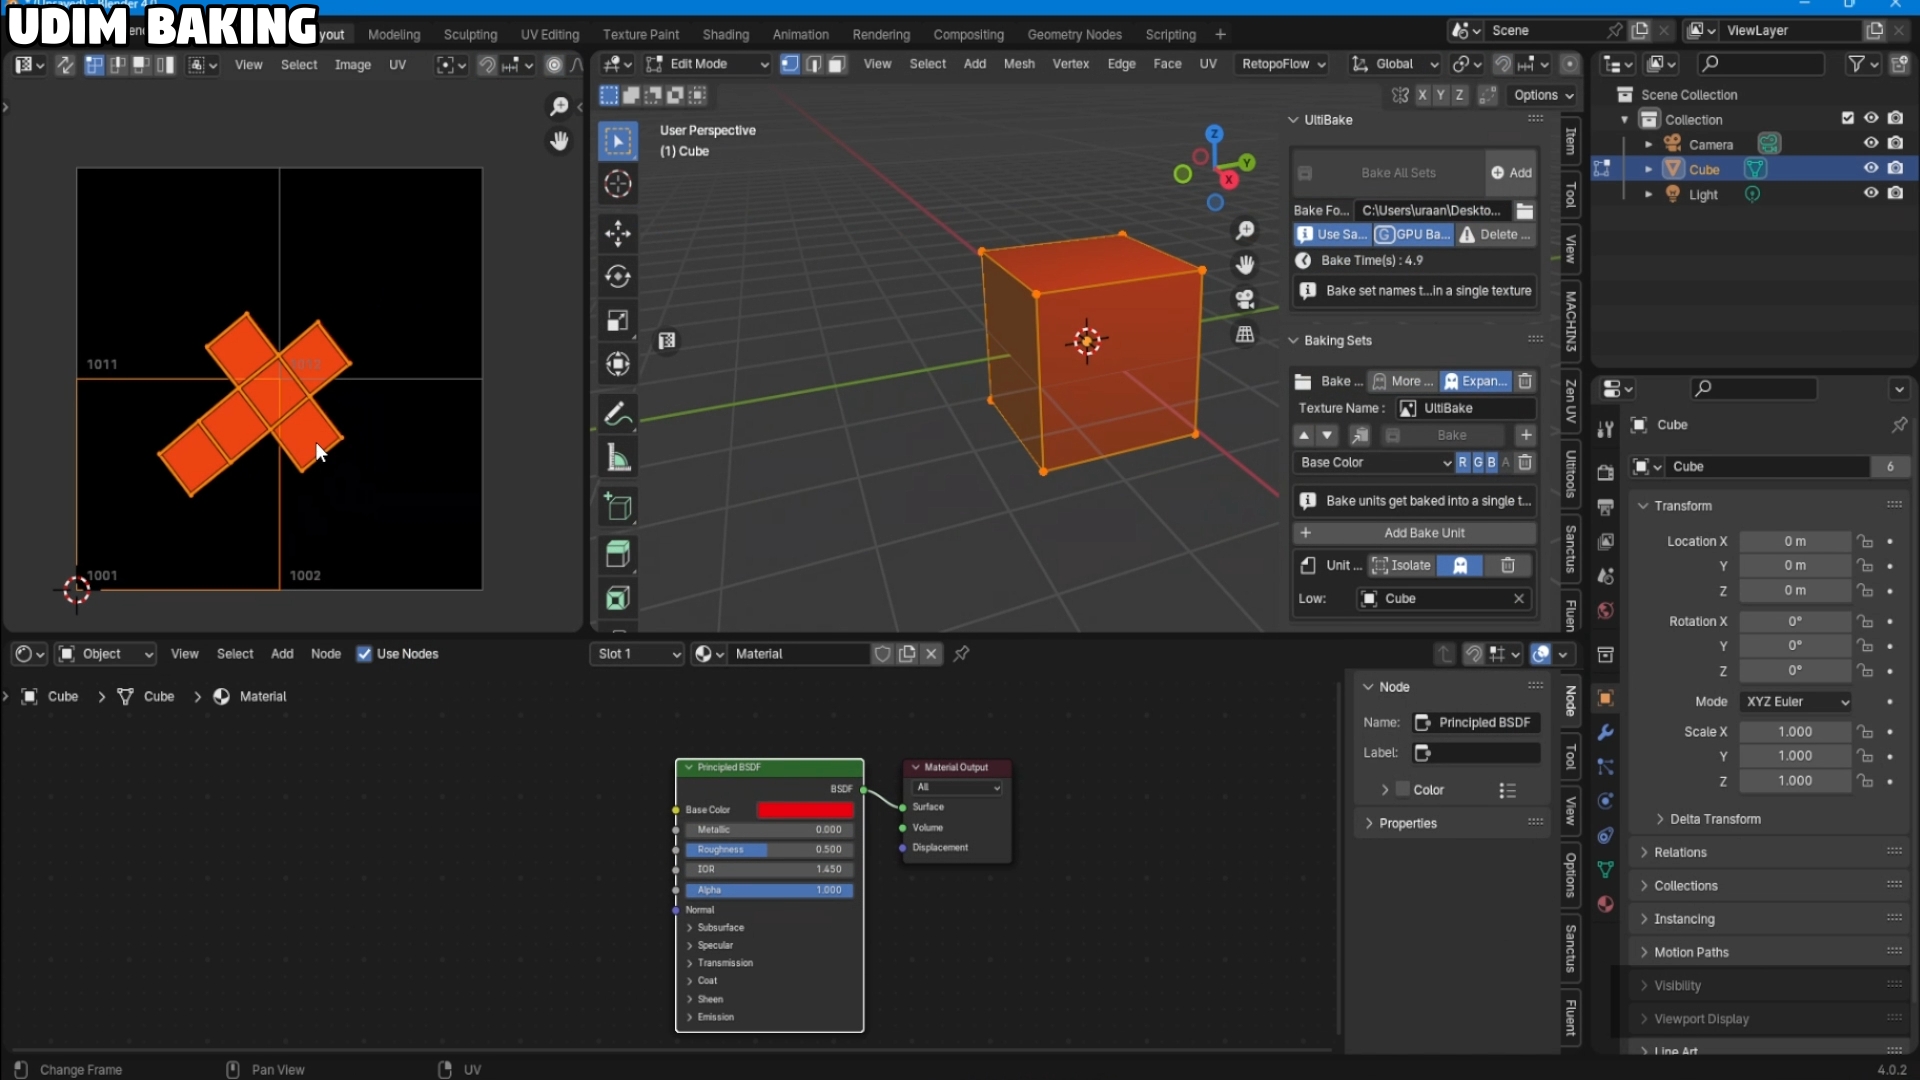 UDIM BAKING
(Unsaved) - Blender 4.0
yout
Modeling
Sculpting
UV Editing
Texture Paint
Shading
Animation
Rendering
Compositing
Geometry Nodes
Scripting
Scene
ViewLayer
View
Select
Image
UV
Edit Mode
View
Select
Add
Mesh
Vertex
Edge
Face
UV
RetopoFlow
Global
X
Y
Z
Options
Scene Collection
Collection
Camera
Cube
Light
1011
1012
1001
1002
User Perspective
(1) Cube
Z
Y
X
UltiBake
Bake All Sets
Add
Bake Fo...
C:\Users\uraan\Deskto...
Use Sa...
GPU Ba...
Delete ...
Bake Time(s) : 4.9
Bake set names t...in a single texture
Baking Sets
Bake ...
More ...
Expan...
Texture Name :
UltiBake
Bake
Base Color
R
G
B
A
Bake units get baked into a single t...
Add Bake Unit
Unit ...
Isolate
Low:
Cube
Item
Tool
View
MACHIN3
Zen UV
Ultitools
Sanctus
Fluen
Cube
Cube
6
Transform
Location X
0 m
Y
0 m
Z
0 m
Rotation X
0°
Y
0°
Z
0°
Mode
XYZ Euler
Scale X
1.000
Y
1.000
Z
1.000
Delta Transform
Relations
Collections
Instancing
Motion Paths
Visibility
Viewport Display
Line Art
Object
View
Select
Add
Node
Use Nodes
Slot 1
Material
Cube
Cube
Material
Principled BSDF
BSDF
Base Color
Metallic
0.000
Roughness
0.500
IOR
1.450
Alpha
1.000
Normal
Subsurface
Specular
Transmission
Coat
Sheen
Emission
Material Output
All
Surface
Volume
Displacement
Node
Name:
Principled BSDF
Label:
Color
Properties
Node
Tool
View
Options
Sanctus
Fluent
Change Frame
Pan View
UV
4.0.2